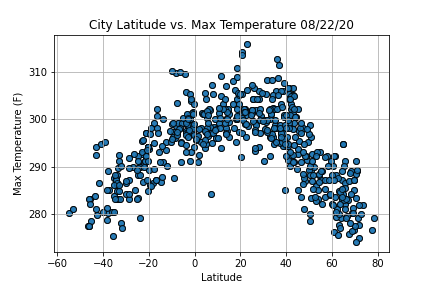 City Latitude vs. Max Temperature 08/22/20
310
300
290
280
Max Temperature (F)
−60 −40 −20 0 20 40 60 80
Latitude